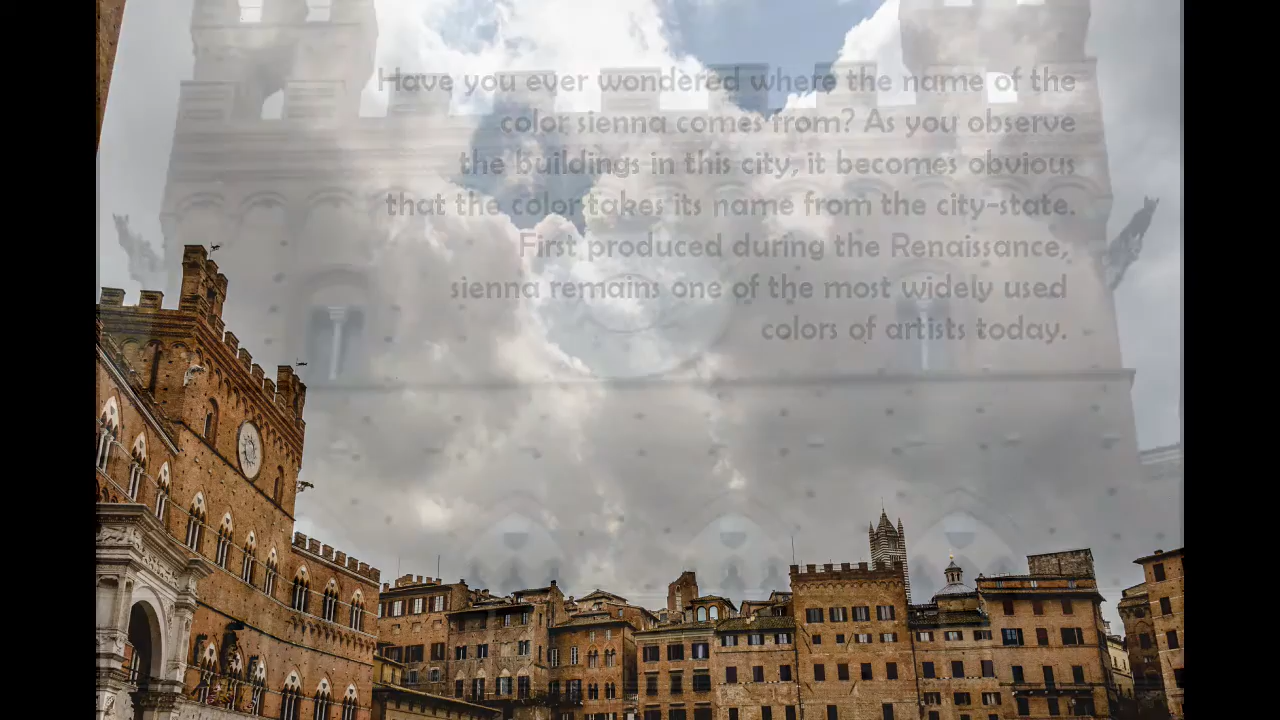 Have you ever wondered where the name of the
color sienna comes from? As you observe
the buildings in this city, it becomes obvious
that the color takes its name from the city-state.
First produced during the Renaissance,
sienna remains one of the most widely used
colors of artists today.